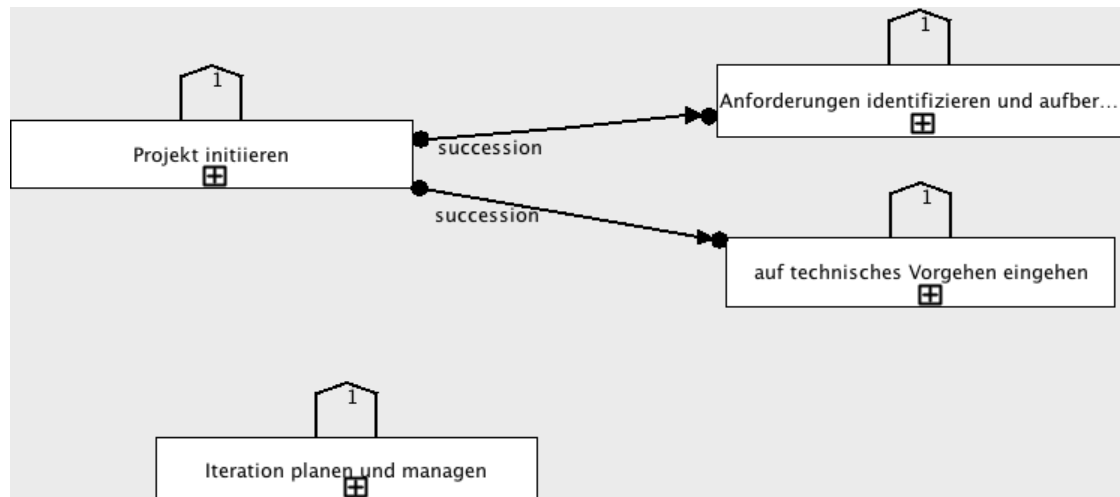 1
Anforderungen identifizieren und aufber...
1
Projekt initiieren
succession
succession
1
auf technisches Vorgehen eingehen
1
Iteration planen und managen